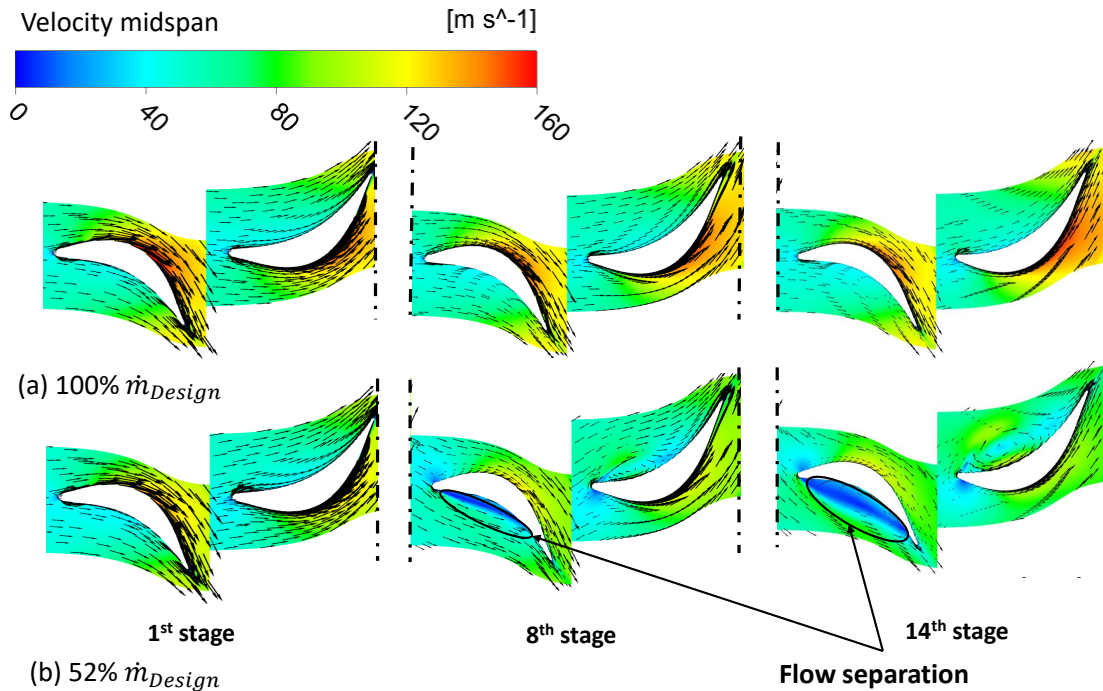 Velocity midspan [m s^-1]
0 40 80 120 160
(a) 100% ṁ_Design
1st stage 8th stage 14th stage
(b) 52% ṁ_Design
Flow separation